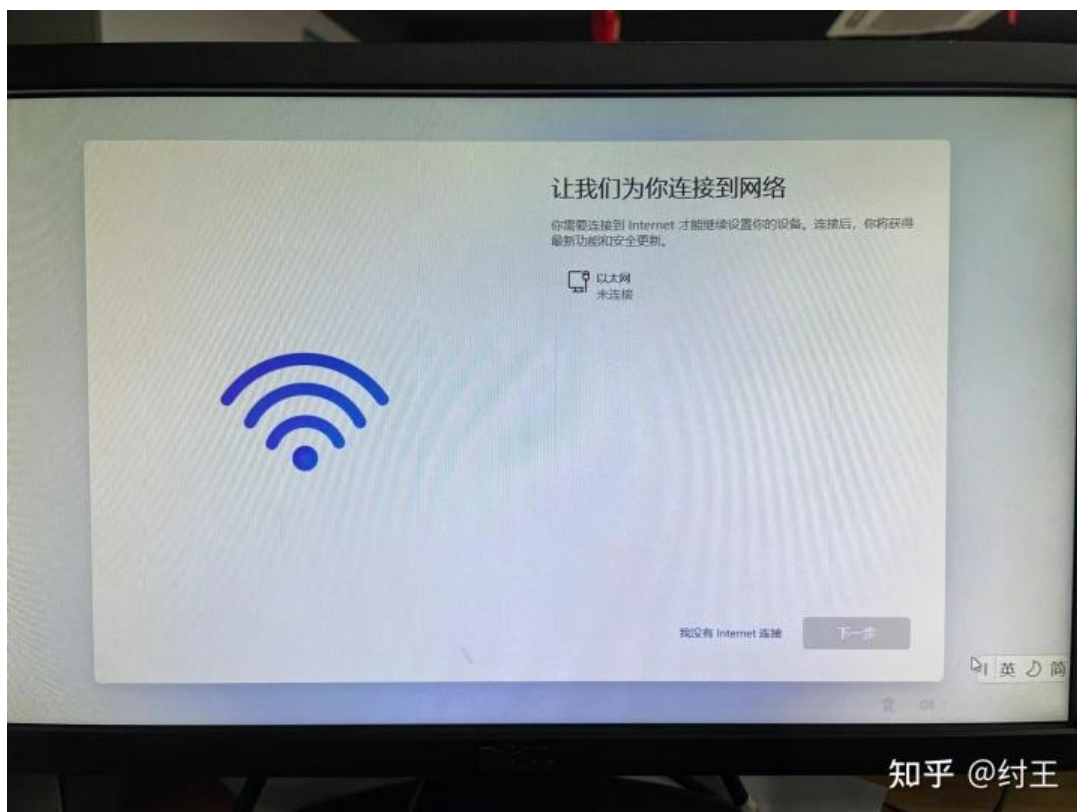 让我们为你连接到网络
你需要连接到 Internet 才能继续设置你的设备。连接后，你将获得
最新功能和安全更新。
以太网
未连接
我没有 Internet 连接
下一步
英 简
知乎 @纣王